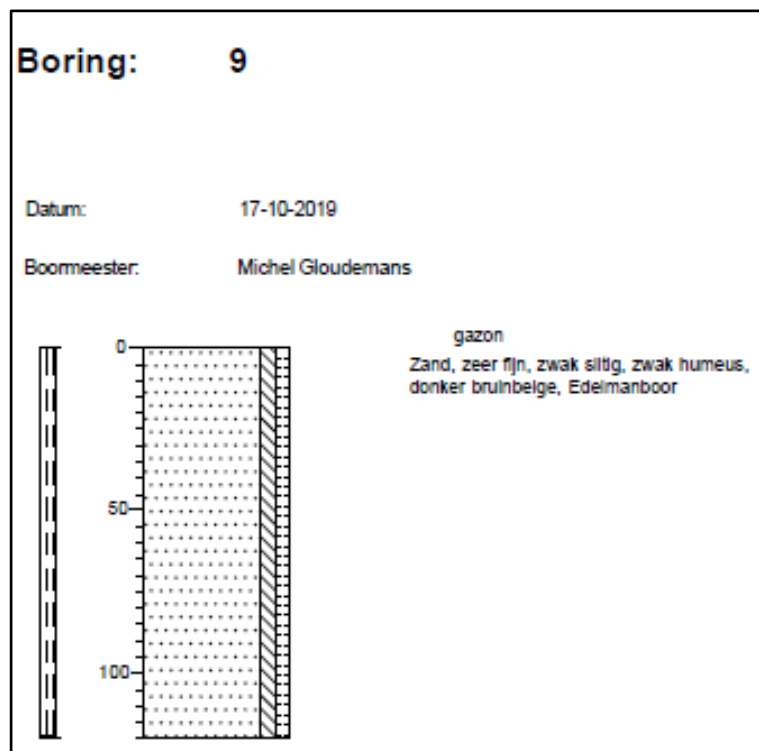 Boring: 9
Datum: 17-10-2019
Boormeester: Michel Gloudemans
gazon
0
Zand, zeer fijn, zwak siltig, zwak humeus,
donker bruinbeige, Edelmanboor
50
100